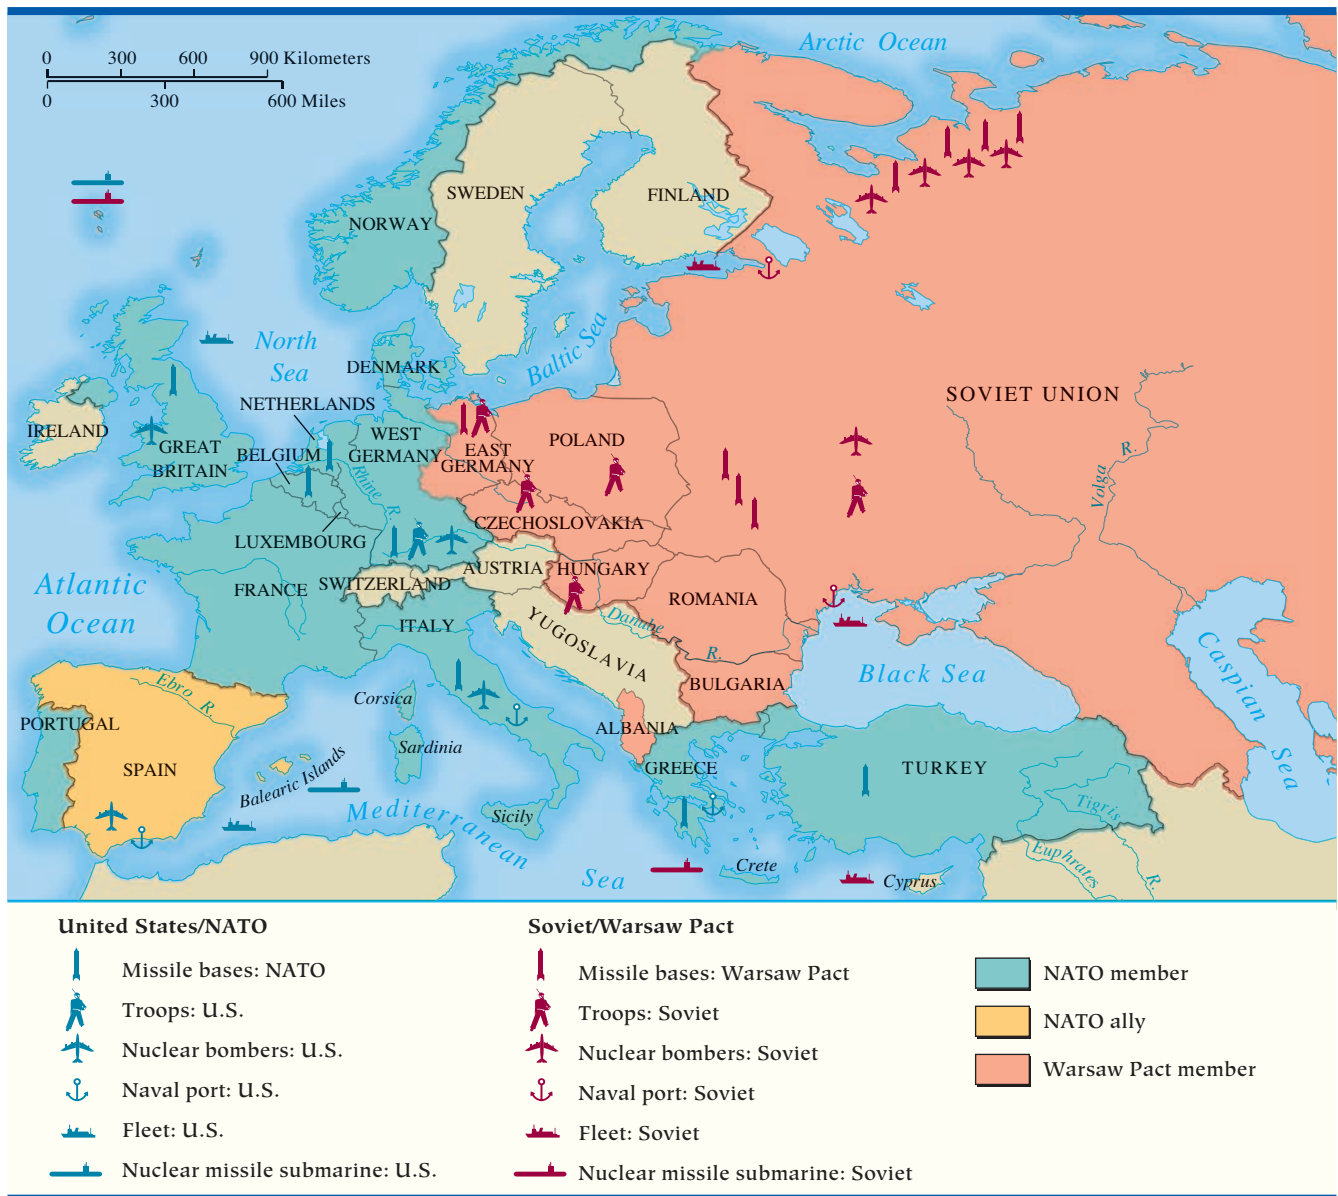 0 300 600 900 Kilometers
0 300 600 Miles
Arctic Ocean
SWEDEN
FINLAND
NORWAY
North
Sea
Baltic Sea
DENMARK
NETHERLANDS
SOVIET UNION
IRELAND
GREAT
BRITAIN
BELGIUM
WEST
GERMANY
EAST
GERMANY
POLAND
Rhine R.
Volga R.
CZECHOSLOVAKIA
LUXEMBOURG
Atlantic
Ocean
FRANCE
SWITZERLAND
AUSTRIA
HUNGARY
ROMANIA
ITALY
YUGOSLAVIA
Danube R.
Black Sea
Caspian Sea
BULGARIA
Ebro R.
Corsica
PORTUGAL
ALBANIA
SPAIN
Sardinia
GREECE
TURKEY
Balearic Islands
Mediterranean
Sea
Sicily
Tigris
Crete
Cyprus
Euphrates R.
United States/NATO
Missile bases: NATO
Troops: U.S.
Nuclear bombers: U.S.
Naval port: U.S.
Fleet: U.S.
Nuclear missile submarine: U.S.
Soviet/Warsaw Pact
Missile bases: Warsaw Pact
Troops: Soviet
Nuclear bombers: Soviet
Naval port: Soviet
Fleet: Soviet
Nuclear missile submarine: Soviet
NATO member
NATO ally
Warsaw Pact member